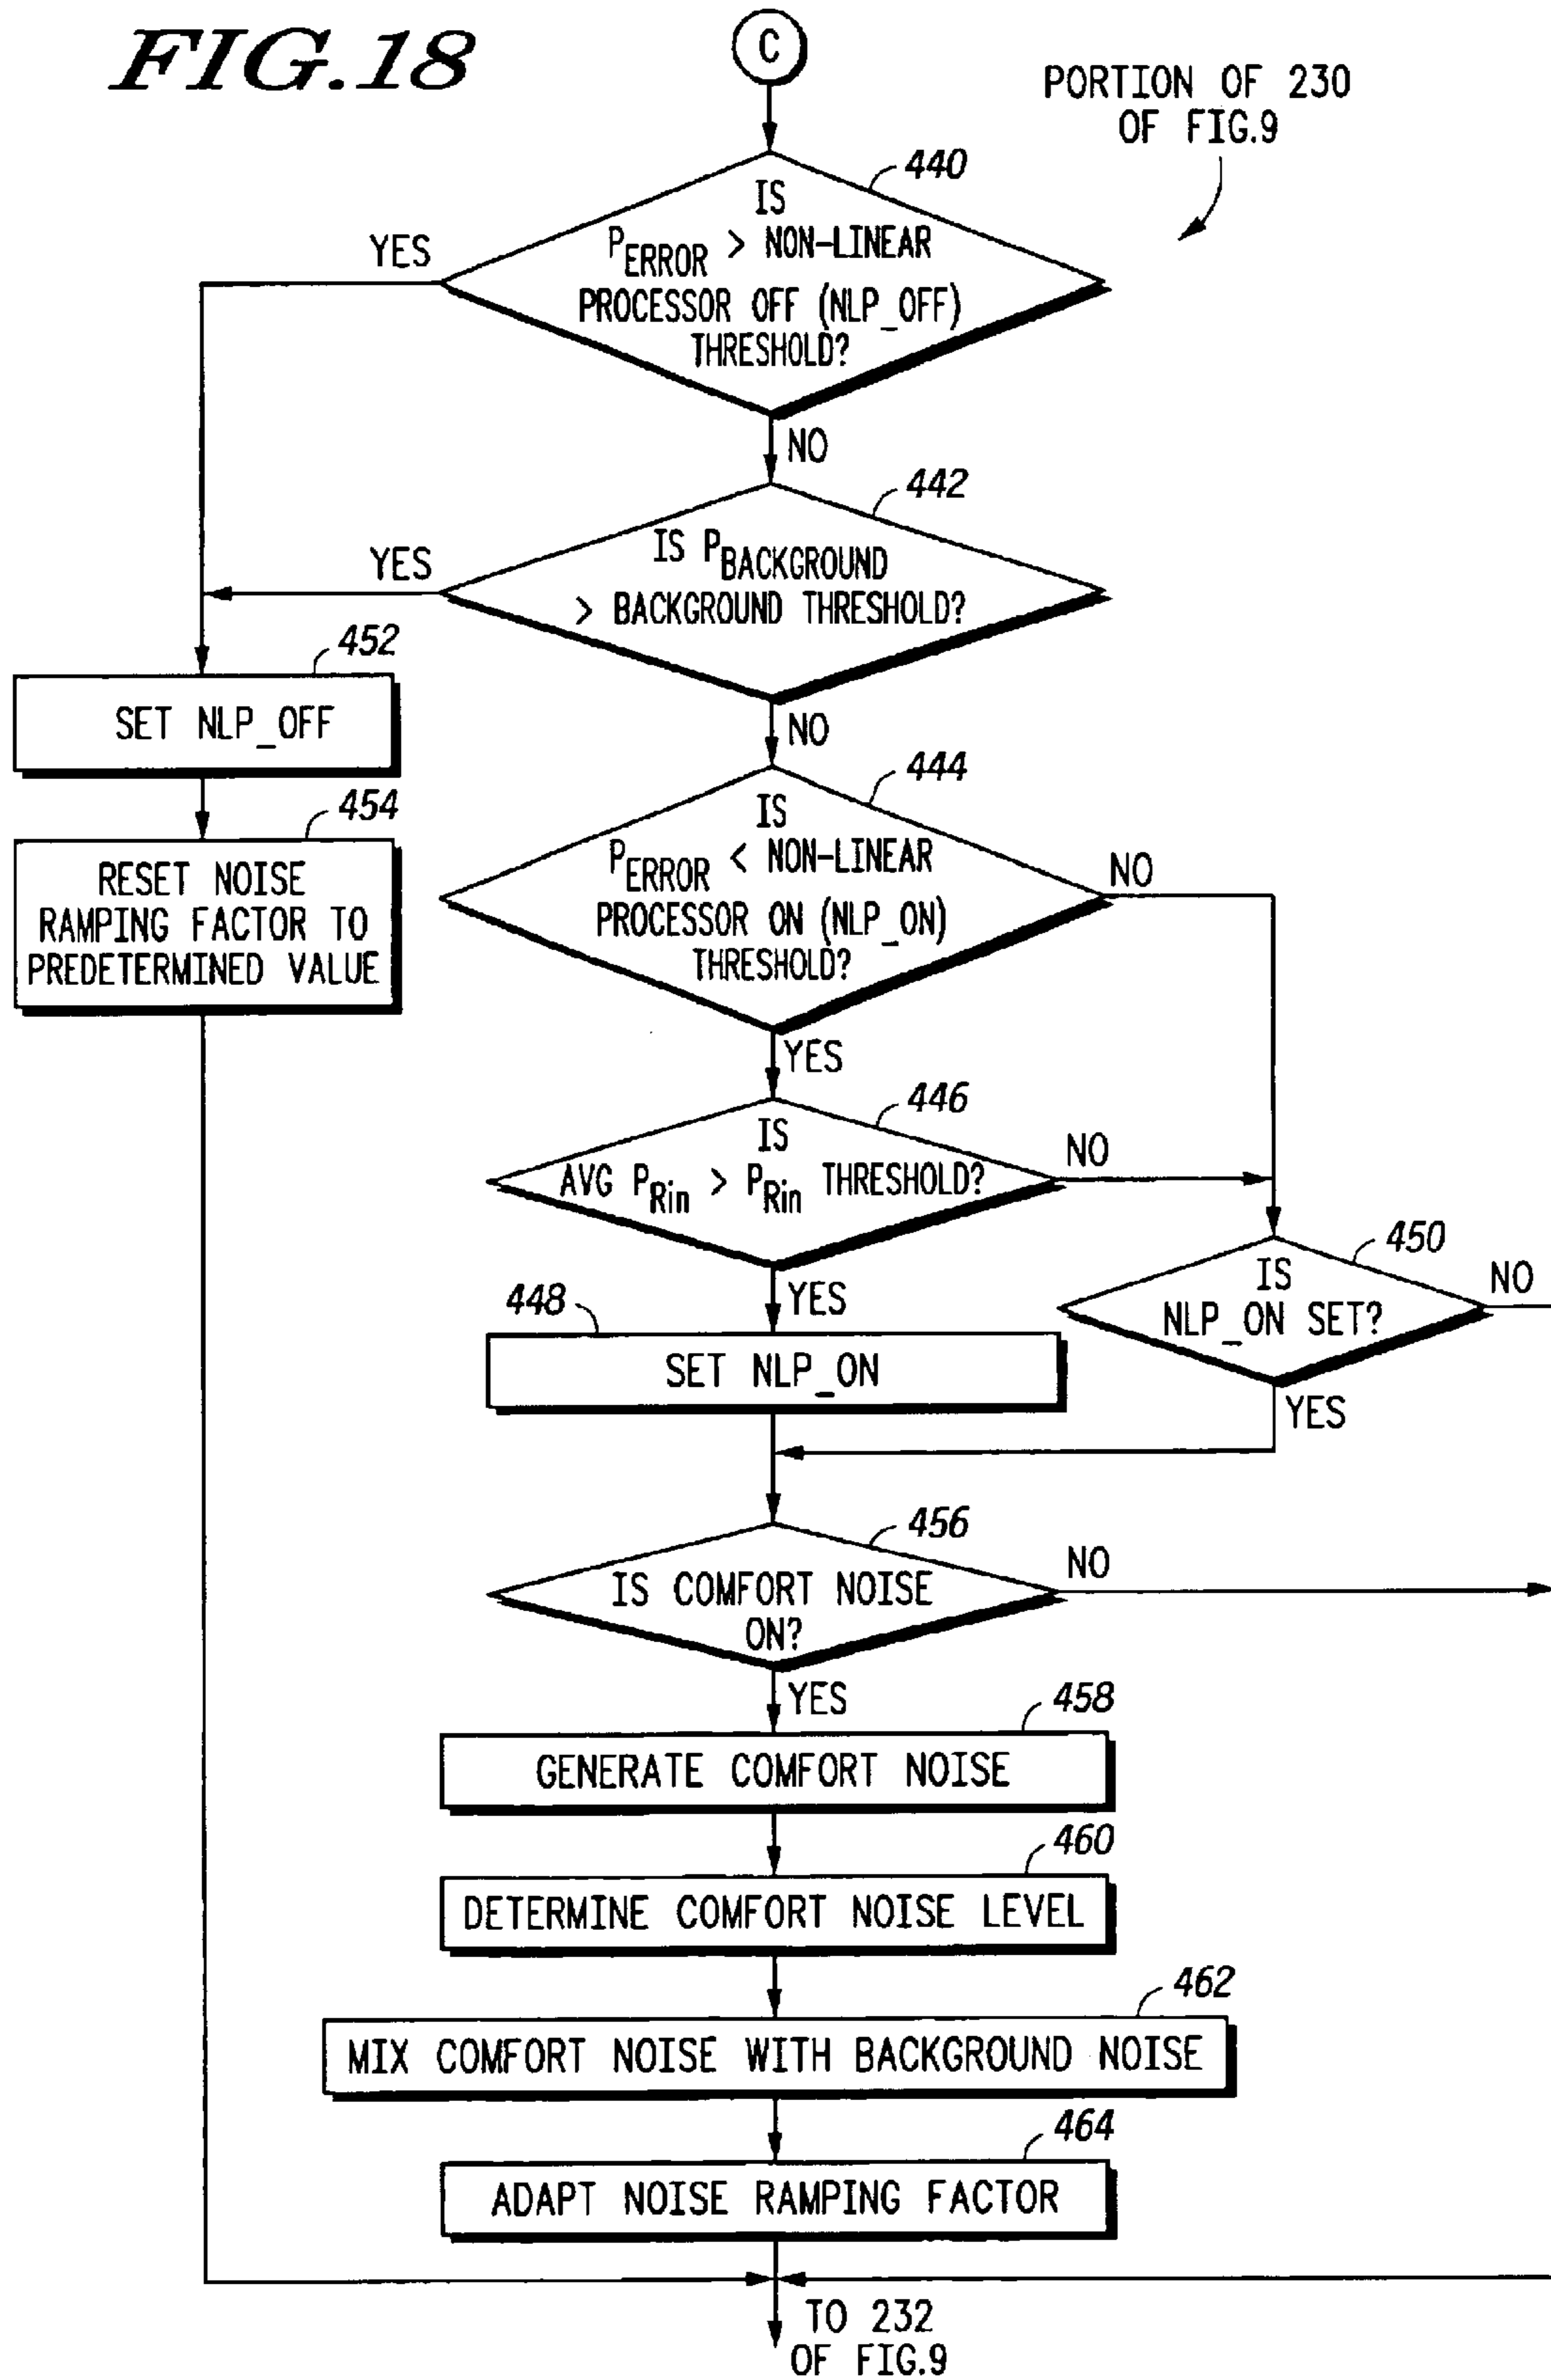 FIG.18
C
PORTION OF 230
OF FIG.9
440
IS
PERROR > NON-LINEAR
PROCESSOR OFF (NLP_OFF)
THRESHOLD?
YES
NO
442
IS PBACKGROUND
> BACKGROUND THRESHOLD?
YES
NO
452
SET NLP_OFF
454
RESET NOISE
RAMPING FACTOR TO
PREDETERMINED VALUE
444
IS
PERROR < NON-LINEAR
PROCESSOR ON (NLP_ON)
THRESHOLD?
NO
YES
446
IS
AVG PRin > PRin THRESHOLD?
NO
YES
450
IS
NLP_ON SET?
NO
YES
448
SET NLP_ON
456
IS COMFORT NOISE
ON?
NO
YES
458
GENERATE COMFORT NOISE
460
DETERMINE COMFORT NOISE LEVEL
462
MIX COMFORT NOISE WITH BACKGROUND NOISE
464
ADAPT NOISE RAMPING FACTOR
TO 232
OF FIG.9